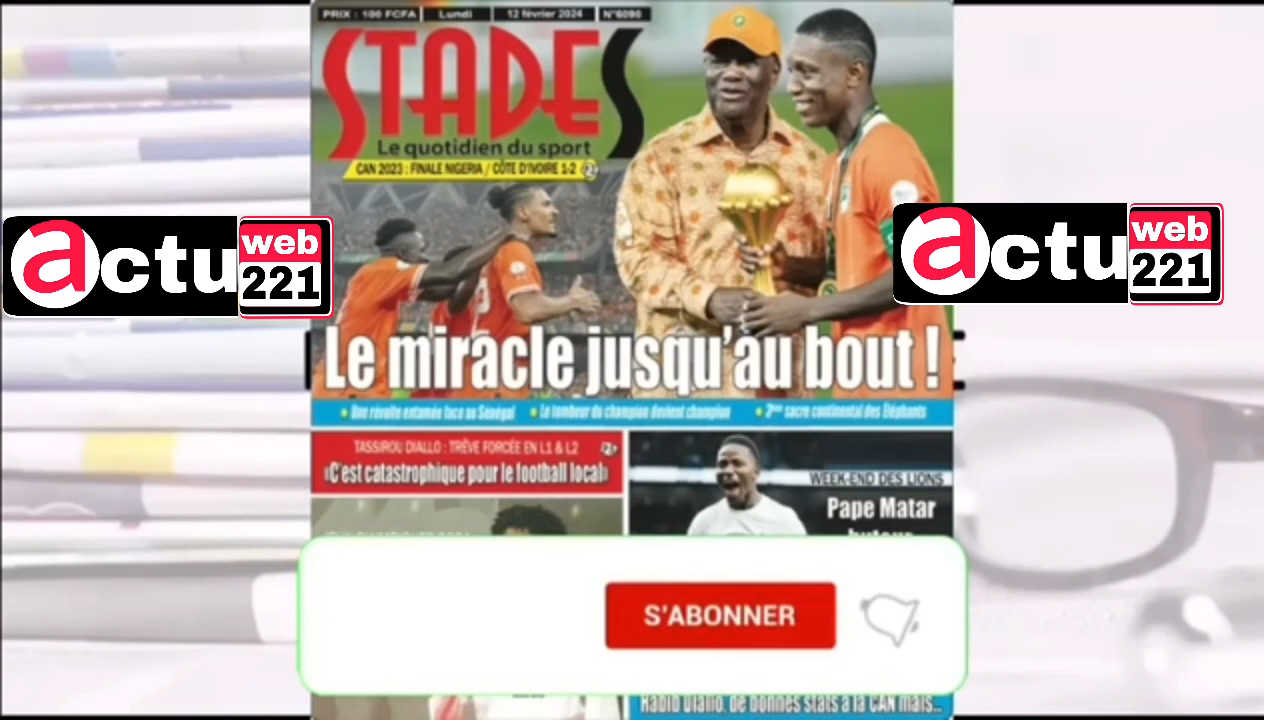 PRIX : 100 FCFA
Lundi
12 février 2024
N°6090
STADES
Le quotidien du sport
CAN 2023 : FINALE NIGERIA / CÔTE D'IVOIRE 1-2
actu
web
221
actu
web
221
Le miracle jusqu'au bout !
• Une révolte entamée face au Sénégal • Le tombeur du champion devient champion • 3ème sacre continental des Éléphants
TASSIROU DIALLO : TRÊVE FORCÉE EN L1 & L2
«C'est catastrophique pour le football local»
WEEK-END DES LIONS
Pape Matar
buteur
S'ABONNER
Habib Diallo, de bonnes stats à la CAN mais...